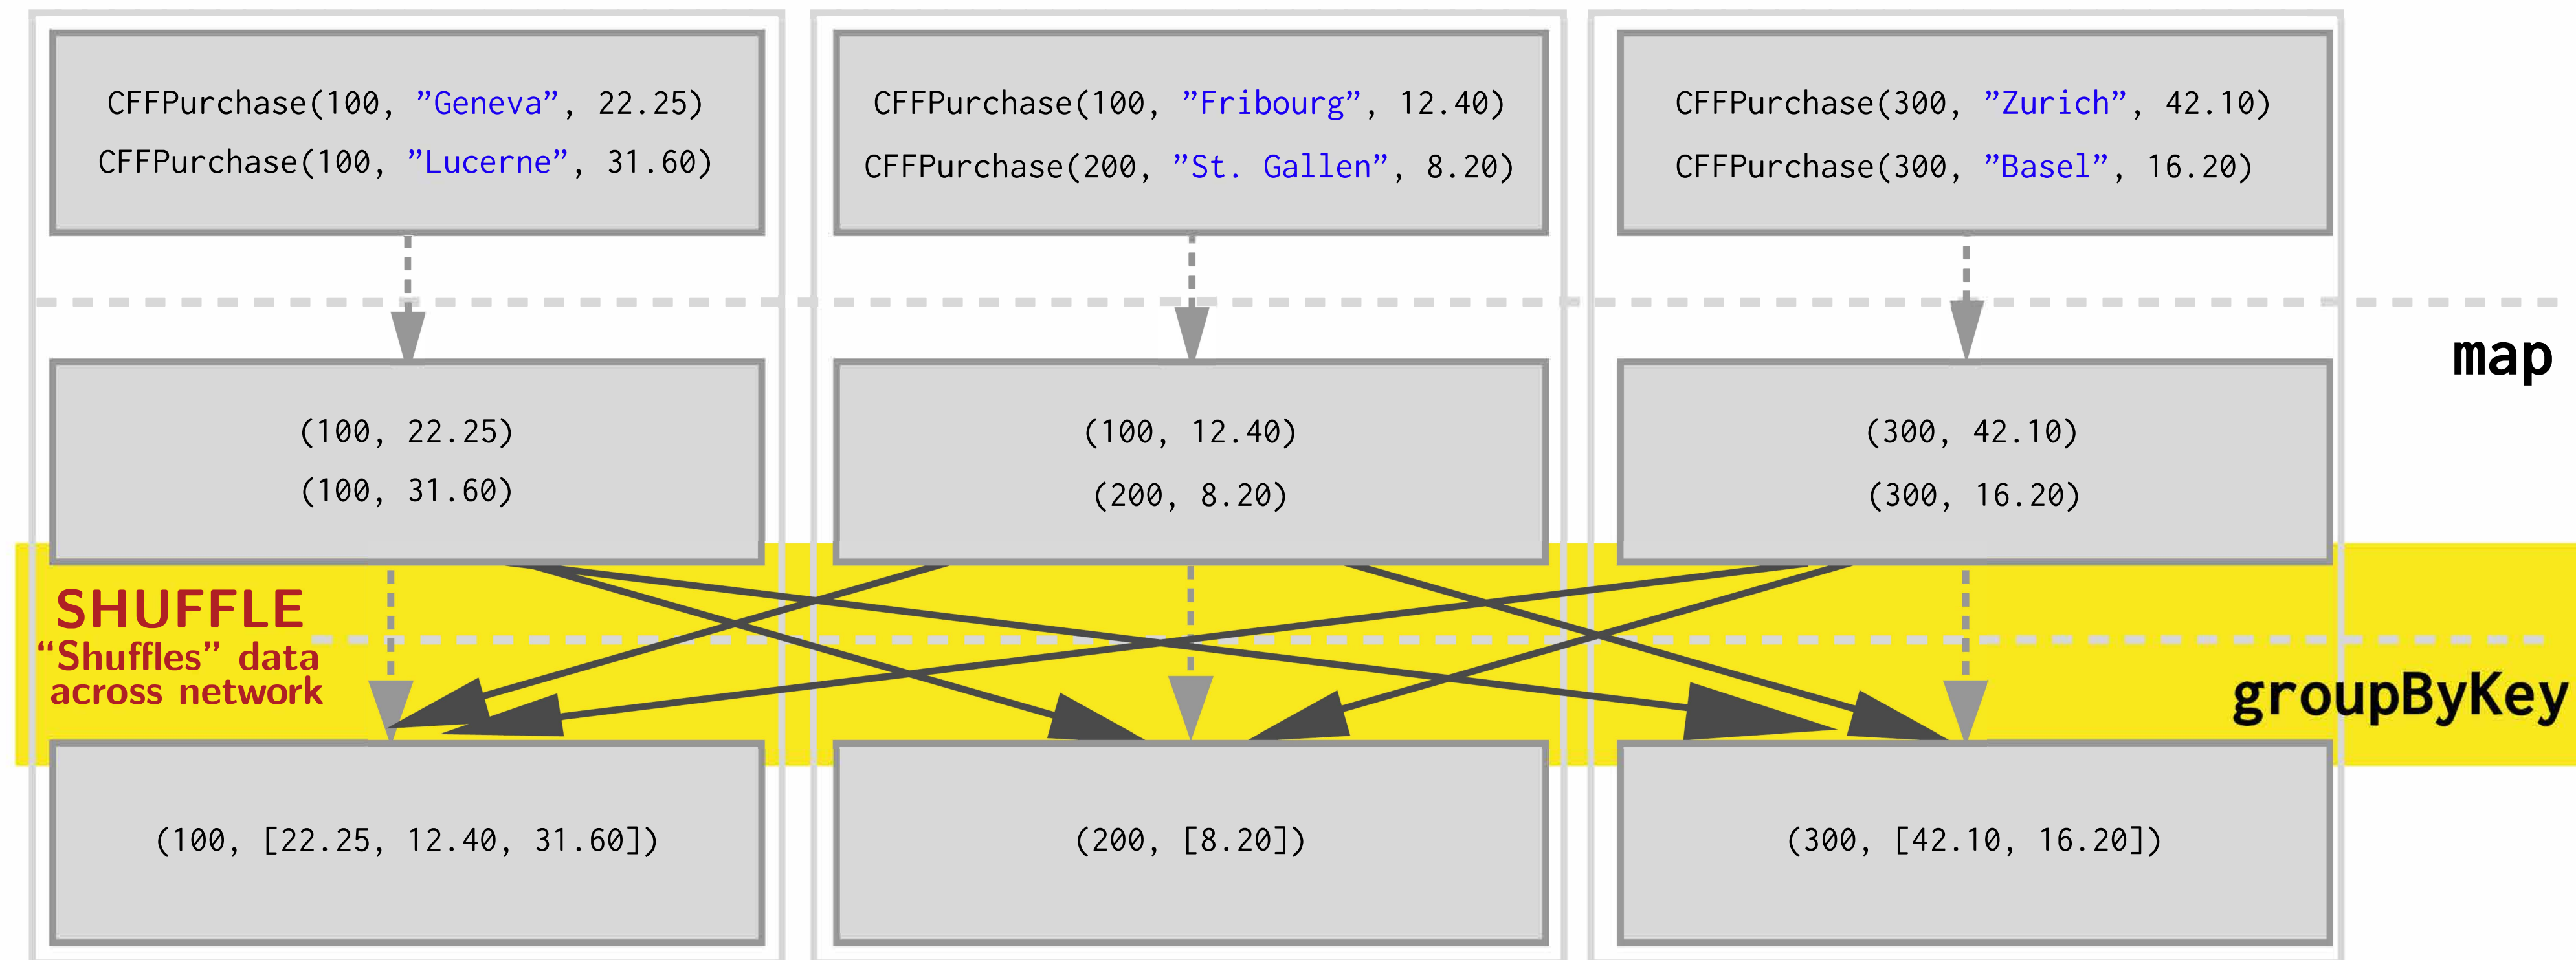 CFFPurchase(100, ”Geneva”, 22.25)
CFFPurchase(100, ”Lucerne”, 31.60)
CFFPurchase(100, ”Fribourg”, 12.40)
CFFPurchase(200, ”St. Gallen”, 8.20)
CFFPurchase(300, ”Zurich”, 42.10)
CFFPurchase(300, ”Basel”, 16.20)
map
(100, 22.25)
(100, 31.60)
(100, 12.40)
(200, 8.20)
(300, 42.10)
(300, 16.20)
SHUFFLE
“Shuffles” data
across network
groupByKey
(100, [22.25, 12.40, 31.60])
(200, [8.20])
(300, [42.10, 16.20])